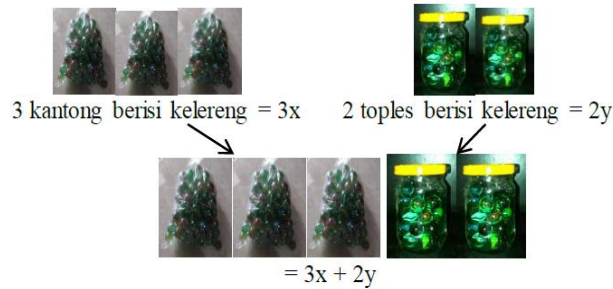 3 kantong berisi kelereng = 3x
2 toples berisi kelereng = 2y
= 3x + 2y